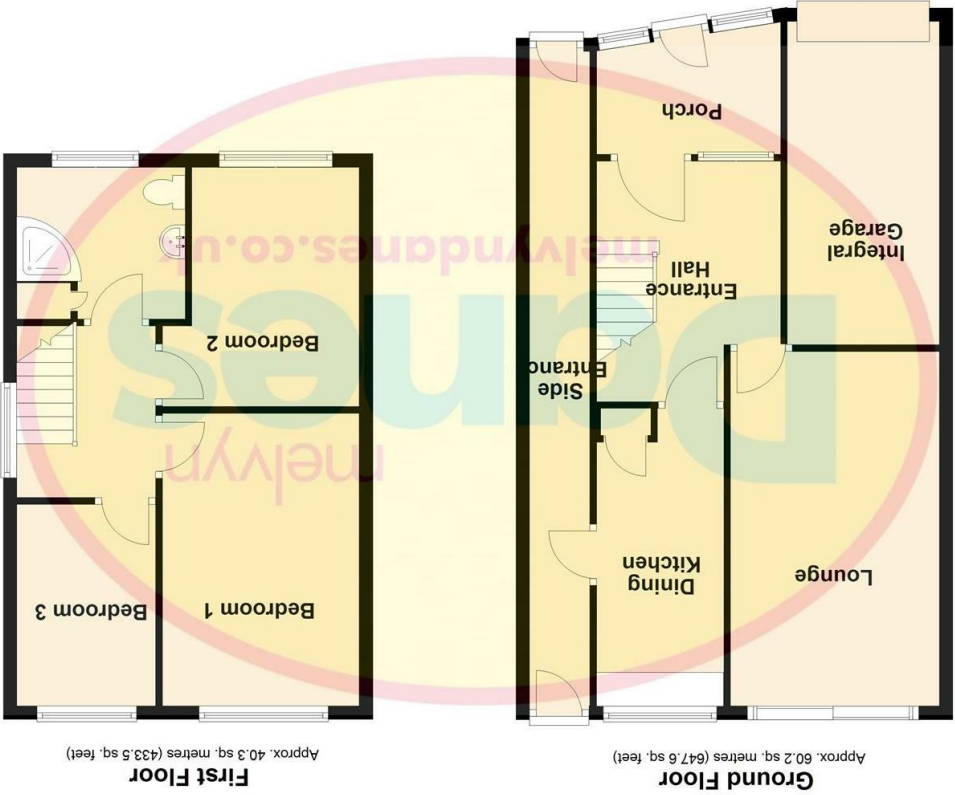 Ground Floor
Approx. 60.2 sq. metres (647.6 sq. feet)
Lounge
Dining
Kitchen
Side
Entranc
Entrance
Hall
Integral
Garage
Porch
First Floor
Approx. 40.3 sq. metres (433.5 sq. feet)
Bedroom 1
Bedroom 3
Bedroom 2
melvyn
Danes
melvyndanes.co.uk